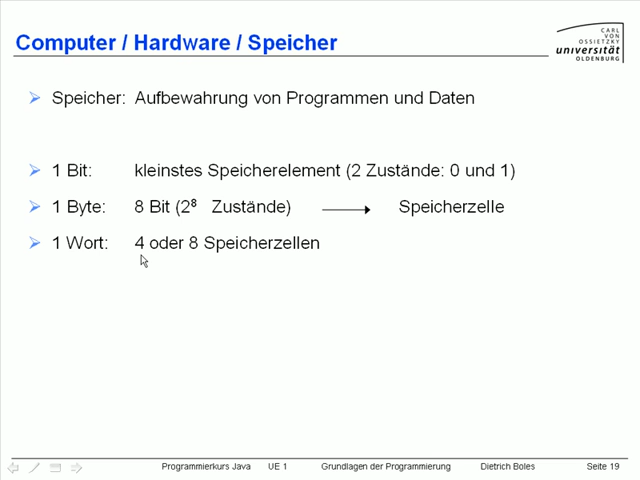 Computer / Hardware / Speicher
CARL
VON
OSSIETZKY
universität
OLDENBURG
Speicher: Aufbewahrung von Programmen und Daten
1 Bit: kleinstes Speicherelement (2 Zustände: 0 und 1)
1 Byte: 8 Bit (2⁸ Zustände) Speicherzelle
1 Wort: 4 oder 8 Speicherzellen
Programmierkurs Java UE 1 Grundlagen der Programmierung Dietrich Boles Seite 19